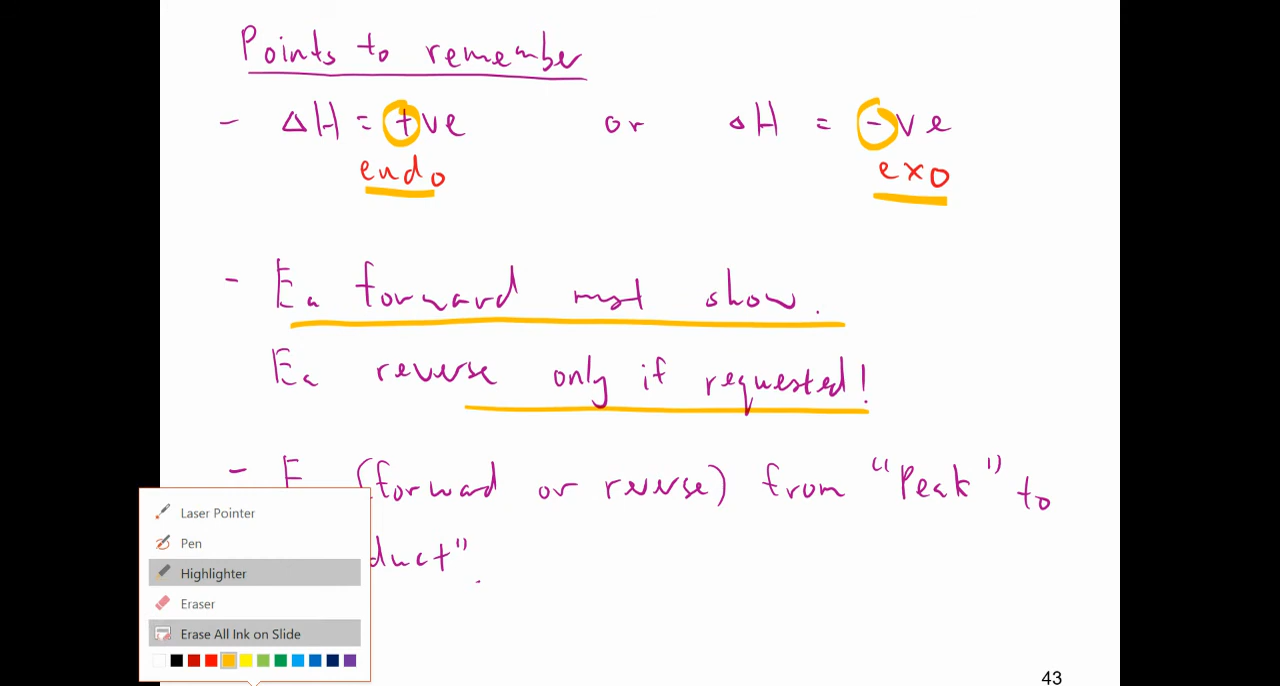 Points to remember
- ΔH = +ve or ΔH = -ve
endo exo
- Ea forward must show.
Ea reverse only if requested!
- E (forward or reverse) from "Peak" to
duct".
Laser Pointer
Pen
Highlighter
Eraser
Erase All Ink on Slide
43